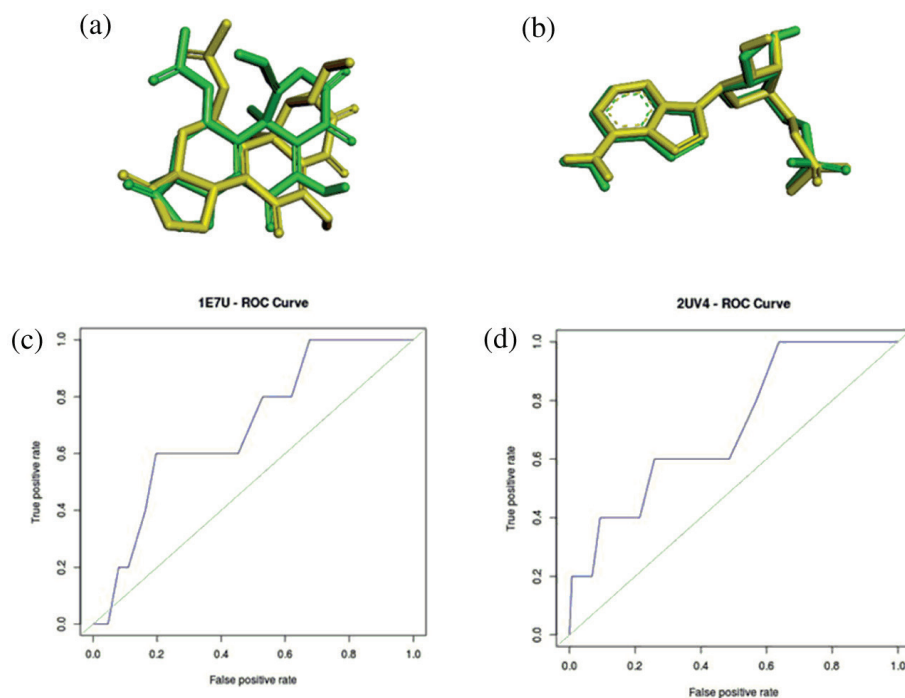 (a)
(b)
1E7U - ROC Curve
2UV4 - ROC Curve
(c)
(d)
True positive rate
0.0 0.2 0.4 0.6 0.8 1.0
0.0 0.2 0.4 0.6 0.8 1.0
False positive rate
True positive rate
0.0 0.2 0.4 0.6 0.8 1.0
0.0 0.2 0.4 0.6 0.8 1.0
False positive rate